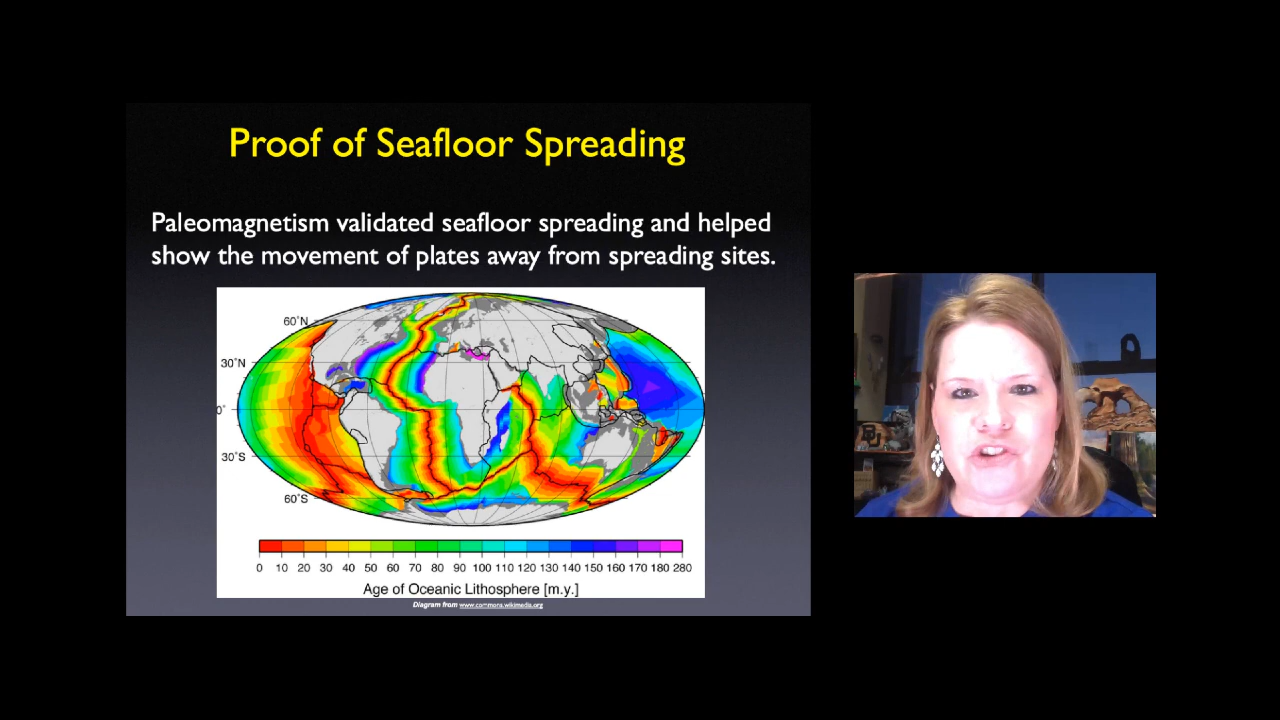 Proof of Seafloor Spreading
Paleomagnetism validated seafloor spreading and helped
show the movement of plates away from spreading sites.
60˚N
30˚N
0˚
30˚S
60˚S
0 10 20 30 40 50 60 70 80 90 100 110 120 130 140 150 160 170 180 280
Age of Oceanic Lithosphere [m.y.]
Diagram from www.commons.wikimedia.org